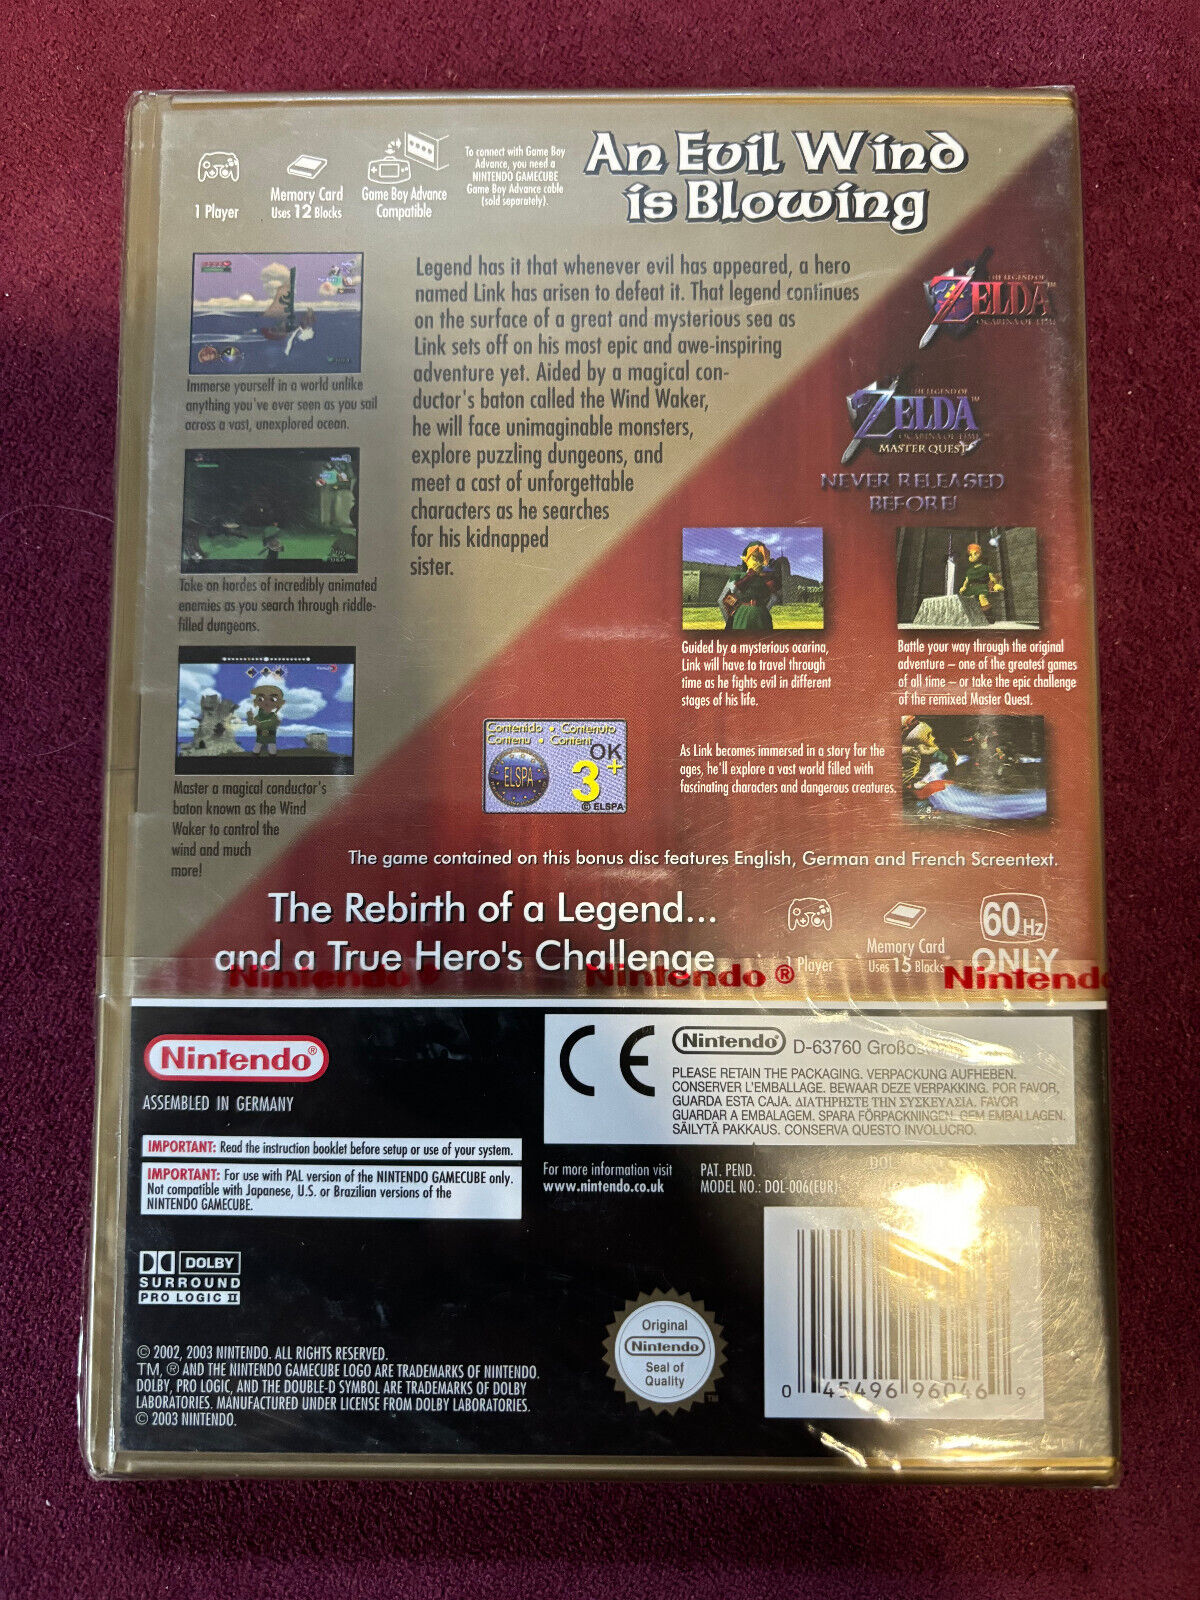 1 Player
Memory Card
Uses 12 Blocks
Game Boy Advance
Compatible
To connect with Game Boy
Advance, you need a
NINTENDO GAMECUBE
Game Boy Advance cable
(sold separately).
An Evil Wind
is Blowing
Legend has it that whenever evil has appeared, a hero
named Link has arisen to defeat it. That legend continues
on the surface of a great and mysterious sea as
Link sets off on his most epic and awe-inspiring
adventure yet. Aided by a magical con-
ductor's baton called the Wind Waker,
he will face unimaginable monsters,
explore puzzling dungeons, and
meet a cast of unforgettable
characters as he searches
for his kidnapped
sister.
Immerse yourself in a world unlike
anything you've ever seen as you sail
across a vast, unexplored ocean.
Take on hordes of incredibly animated
enemies as you search through riddle-
filled dungeons.
Master a magical conductor's
baton known as the Wind
Waker to control the
wind and much
more!
THE LEGEND OF
ZELDA™
OCARINA OF TIME
THE LEGEND OF
ZELDA™
OCARINA OF TIME
MASTER QUEST
NEVER RELEASED
BEFORE!
Guided by a mysterious ocarina,
Link will have to travel through
time as he fights evil in different
stages of his life.
Battle your way through the original
adventure – one of the greatest games
of all time – or take the epic challenge
of the remixed Master Quest.
As Link becomes immersed in a story for the
ages, he'll explore a vast world filled with
fascinating characters and dangerous creatures.
Contenido • Contenuto
Contenu • Content
OK
ELSPA
3+
© ELSPA
The game contained on this bonus disc features English, German and French Screentext.
The Rebirth of a Legend...
and a True Hero's Challenge
1 Player
Memory Card
Uses 15 Blocks
60Hz
ONLY
Nintendo® Nintendo® Nintendo
Nintendo®
ASSEMBLED IN GERMANY
IMPORTANT: Read the instruction booklet before setup or use of your system.
IMPORTANT: For use with PAL version of the NINTENDO GAMECUBE only.
Not compatible with Japanese, U.S. or Brazilian versions of the
NINTENDO GAMECUBE.
CE
Nintendo® D-63760
PLEASE RETAIN THE PACKAGING. VERPACKUNG AUFHEBEN.
CONSERVER L'EMBALLAGE. BEWAAR DEZE VERPAKKING. POR FAVOR,
GUARDA ESTA CAJA. ΔΙΑΤΗΡΗΣΤΕ ΤΗΝ ΣΥΣΚΕΥΑΣΙΑ. FAVOR
GUARDAR A EMBALAGEM. SPARA FÖRPACKNINGEN. GEM EMBALLAGEN.
SÄILYTÄ PAKKAUS. CONSERVA QUESTO INVOLUCRO.
For more information visit
www.nintendo.co.uk
PAT. PEND.
MODEL NO.: DOL-006(EUR)
DOLBY
SURROUND
PRO LOGIC II
© 2002, 2003 NINTENDO. ALL RIGHTS RESERVED.
TM, ® AND THE NINTENDO GAMECUBE LOGO ARE TRADEMARKS OF NINTENDO.
DOLBY, PRO LOGIC, AND THE DOUBLE-D SYMBOL ARE TRADEMARKS OF DOLBY
LABORATORIES. MANUFACTURED UNDER LICENSE FROM DOLBY LABORATORIES.
© 2003 NINTENDO.
Original
Nintendo
Seal of
Quality
TM
0 45496 96046 9